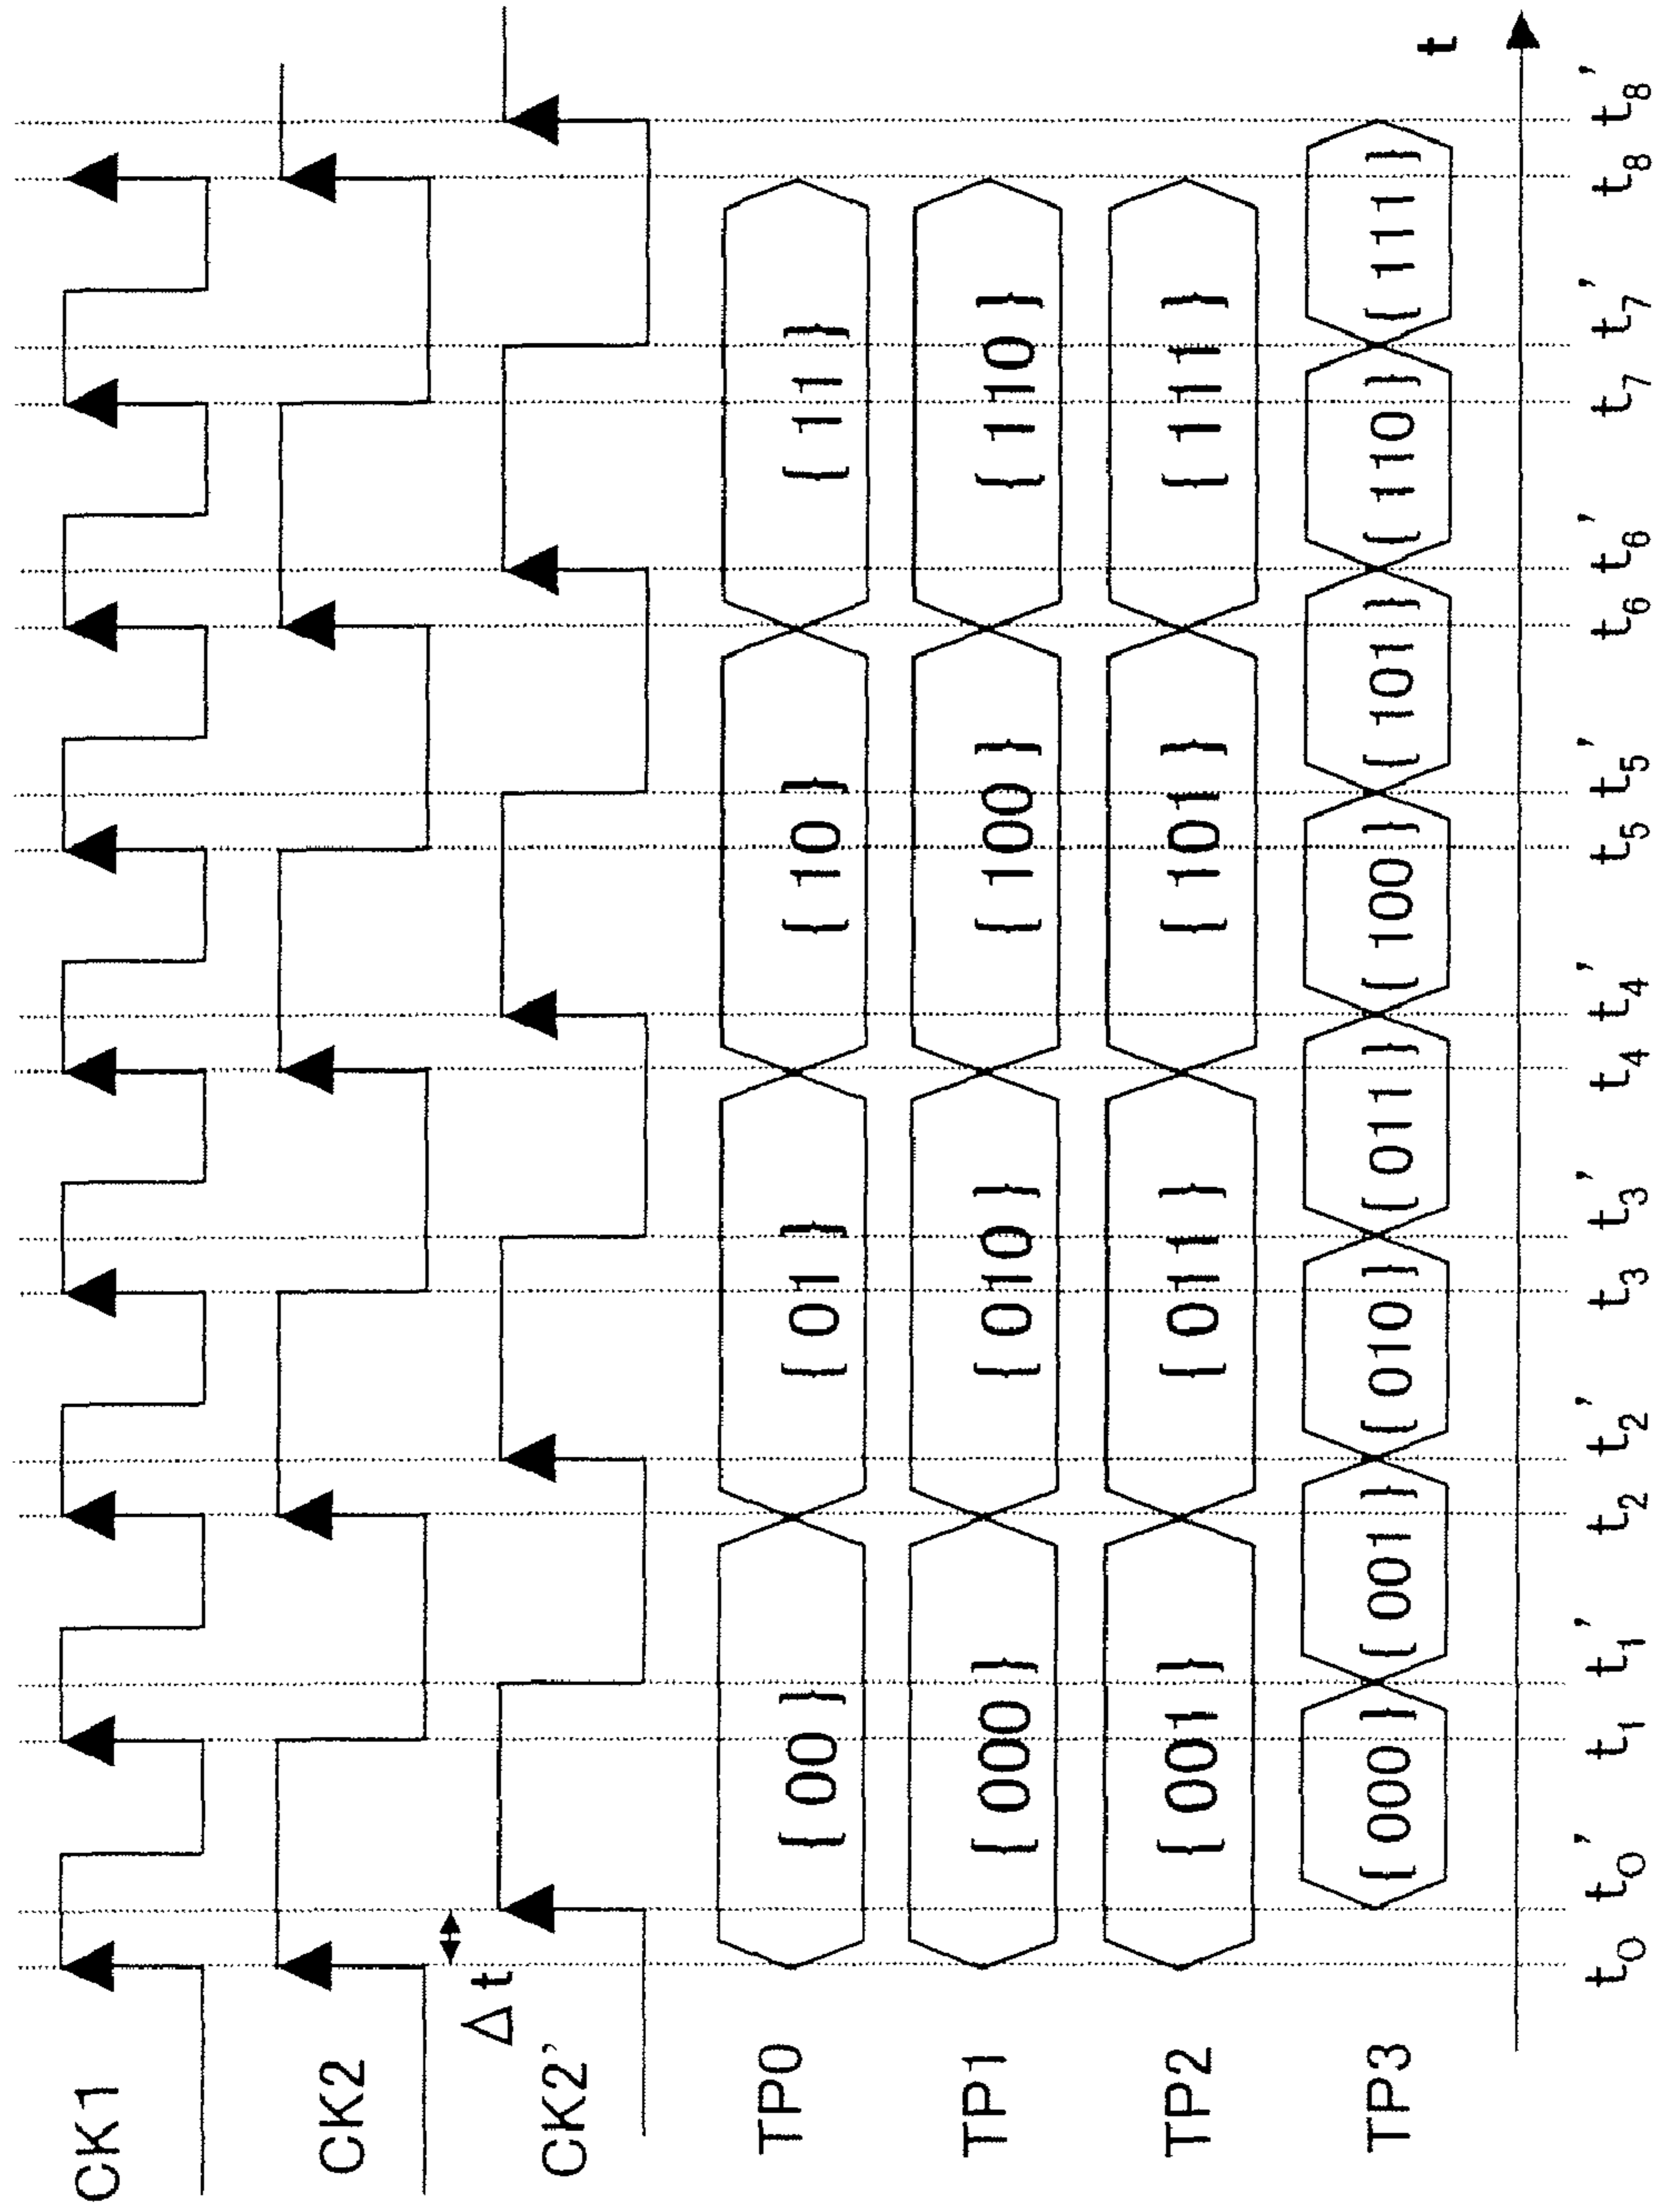 CK1
CK2
Δt
CK2'
TP0 { 00 } { 01 } { 10 } { 11 }
TP1 { 000 } { 010 } { 100 } { 110 }
TP2 { 001 } { 011 } { 101 } { 111 }
TP3 { 000 } { 001 } { 010 } { 011 } { 100 } { 101 } { 110 } { 111 }
t
t0 t0' t1 t1' t2 t2' t3 t3' t4 t4' t5 t5' t6 t6' t7 t7' t8 t8'